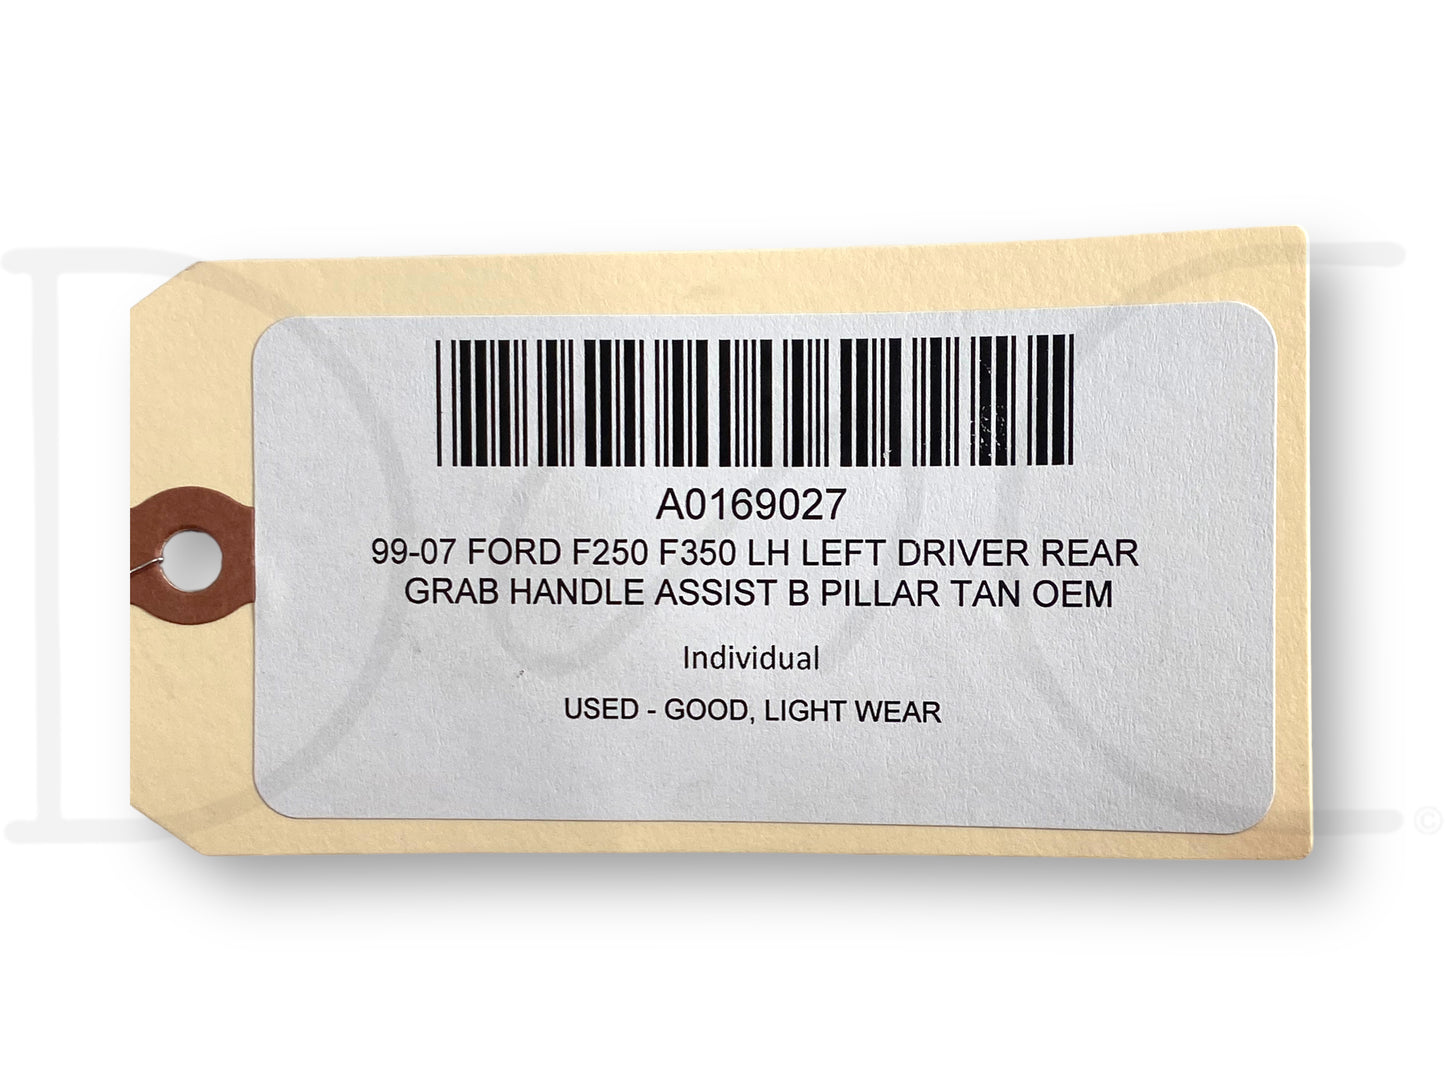 A0169027
99-07 FORD F250 F350 LH LEFT DRIVER REAR
GRAB HANDLE ASSIST B PILLAR TAN OEM
Individual
USED - GOOD, LIGHT WEAR
©